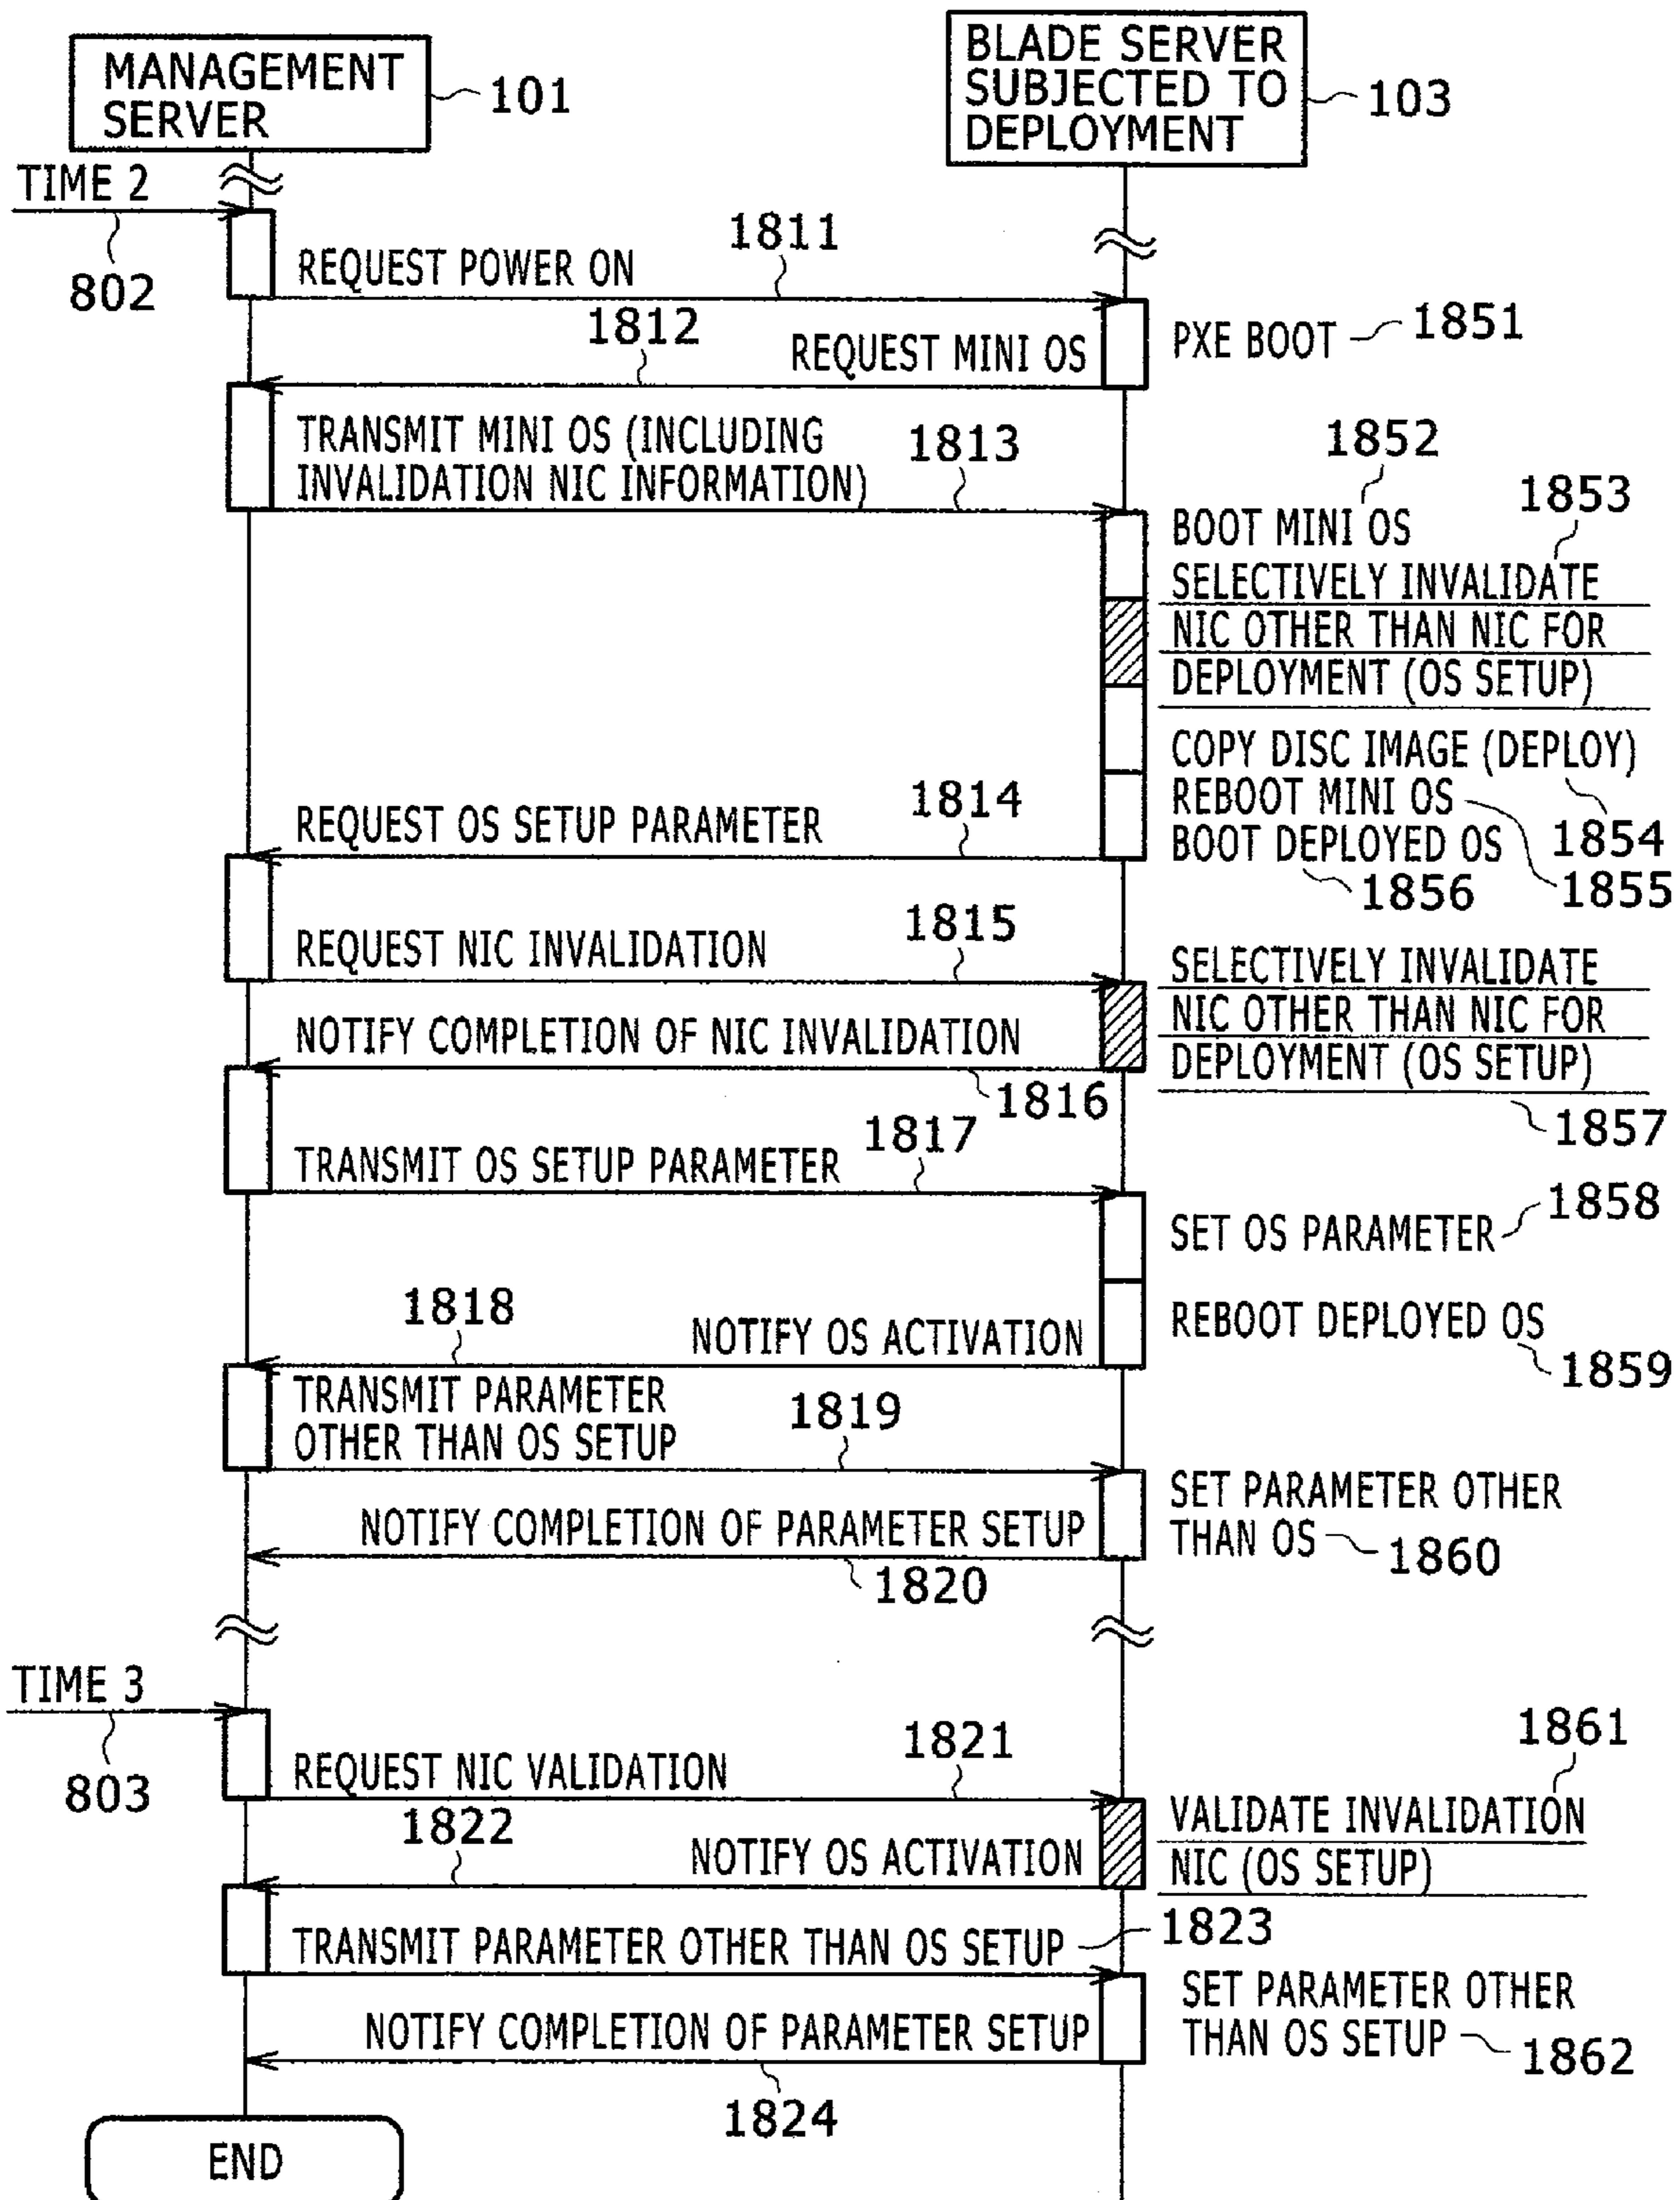 MANAGEMENT
SERVER
101
BLADE SERVER
SUBJECTED TO
DEPLOYMENT
103
TIME 2
802
REQUEST POWER ON
1811
1812
REQUEST MINI OS
PXE BOOT
1851
TRANSMIT MINI OS (INCLUDING
INVALIDATION NIC INFORMATION)
1813
1852
BOOT MINI OS
1853
SELECTIVELY INVALIDATE
NIC OTHER THAN NIC FOR
DEPLOYMENT (OS SETUP)
COPY DISC IMAGE (DEPLOY)
REBOOT MINI OS
BOOT DEPLOYED OS
1854
1855
1856
REQUEST OS SETUP PARAMETER
1814
REQUEST NIC INVALIDATION
1815
SELECTIVELY INVALIDATE
NIC OTHER THAN NIC FOR
DEPLOYMENT (OS SETUP)
1857
NOTIFY COMPLETION OF NIC INVALIDATION
1816
1817
TRANSMIT OS SETUP PARAMETER
SET OS PARAMETER
1858
REBOOT DEPLOYED OS
1859
1818
NOTIFY OS ACTIVATION
TRANSMIT PARAMETER
OTHER THAN OS SETUP
1819
SET PARAMETER OTHER
THAN OS
1860
NOTIFY COMPLETION OF PARAMETER SETUP
1820
TIME 3
803
REQUEST NIC VALIDATION
1821
1861
VALIDATE INVALIDATION
NIC (OS SETUP)
1822
NOTIFY OS ACTIVATION
TRANSMIT PARAMETER OTHER THAN OS SETUP
1823
SET PARAMETER OTHER
THAN OS SETUP
1862
NOTIFY COMPLETION OF PARAMETER SETUP
1824
END